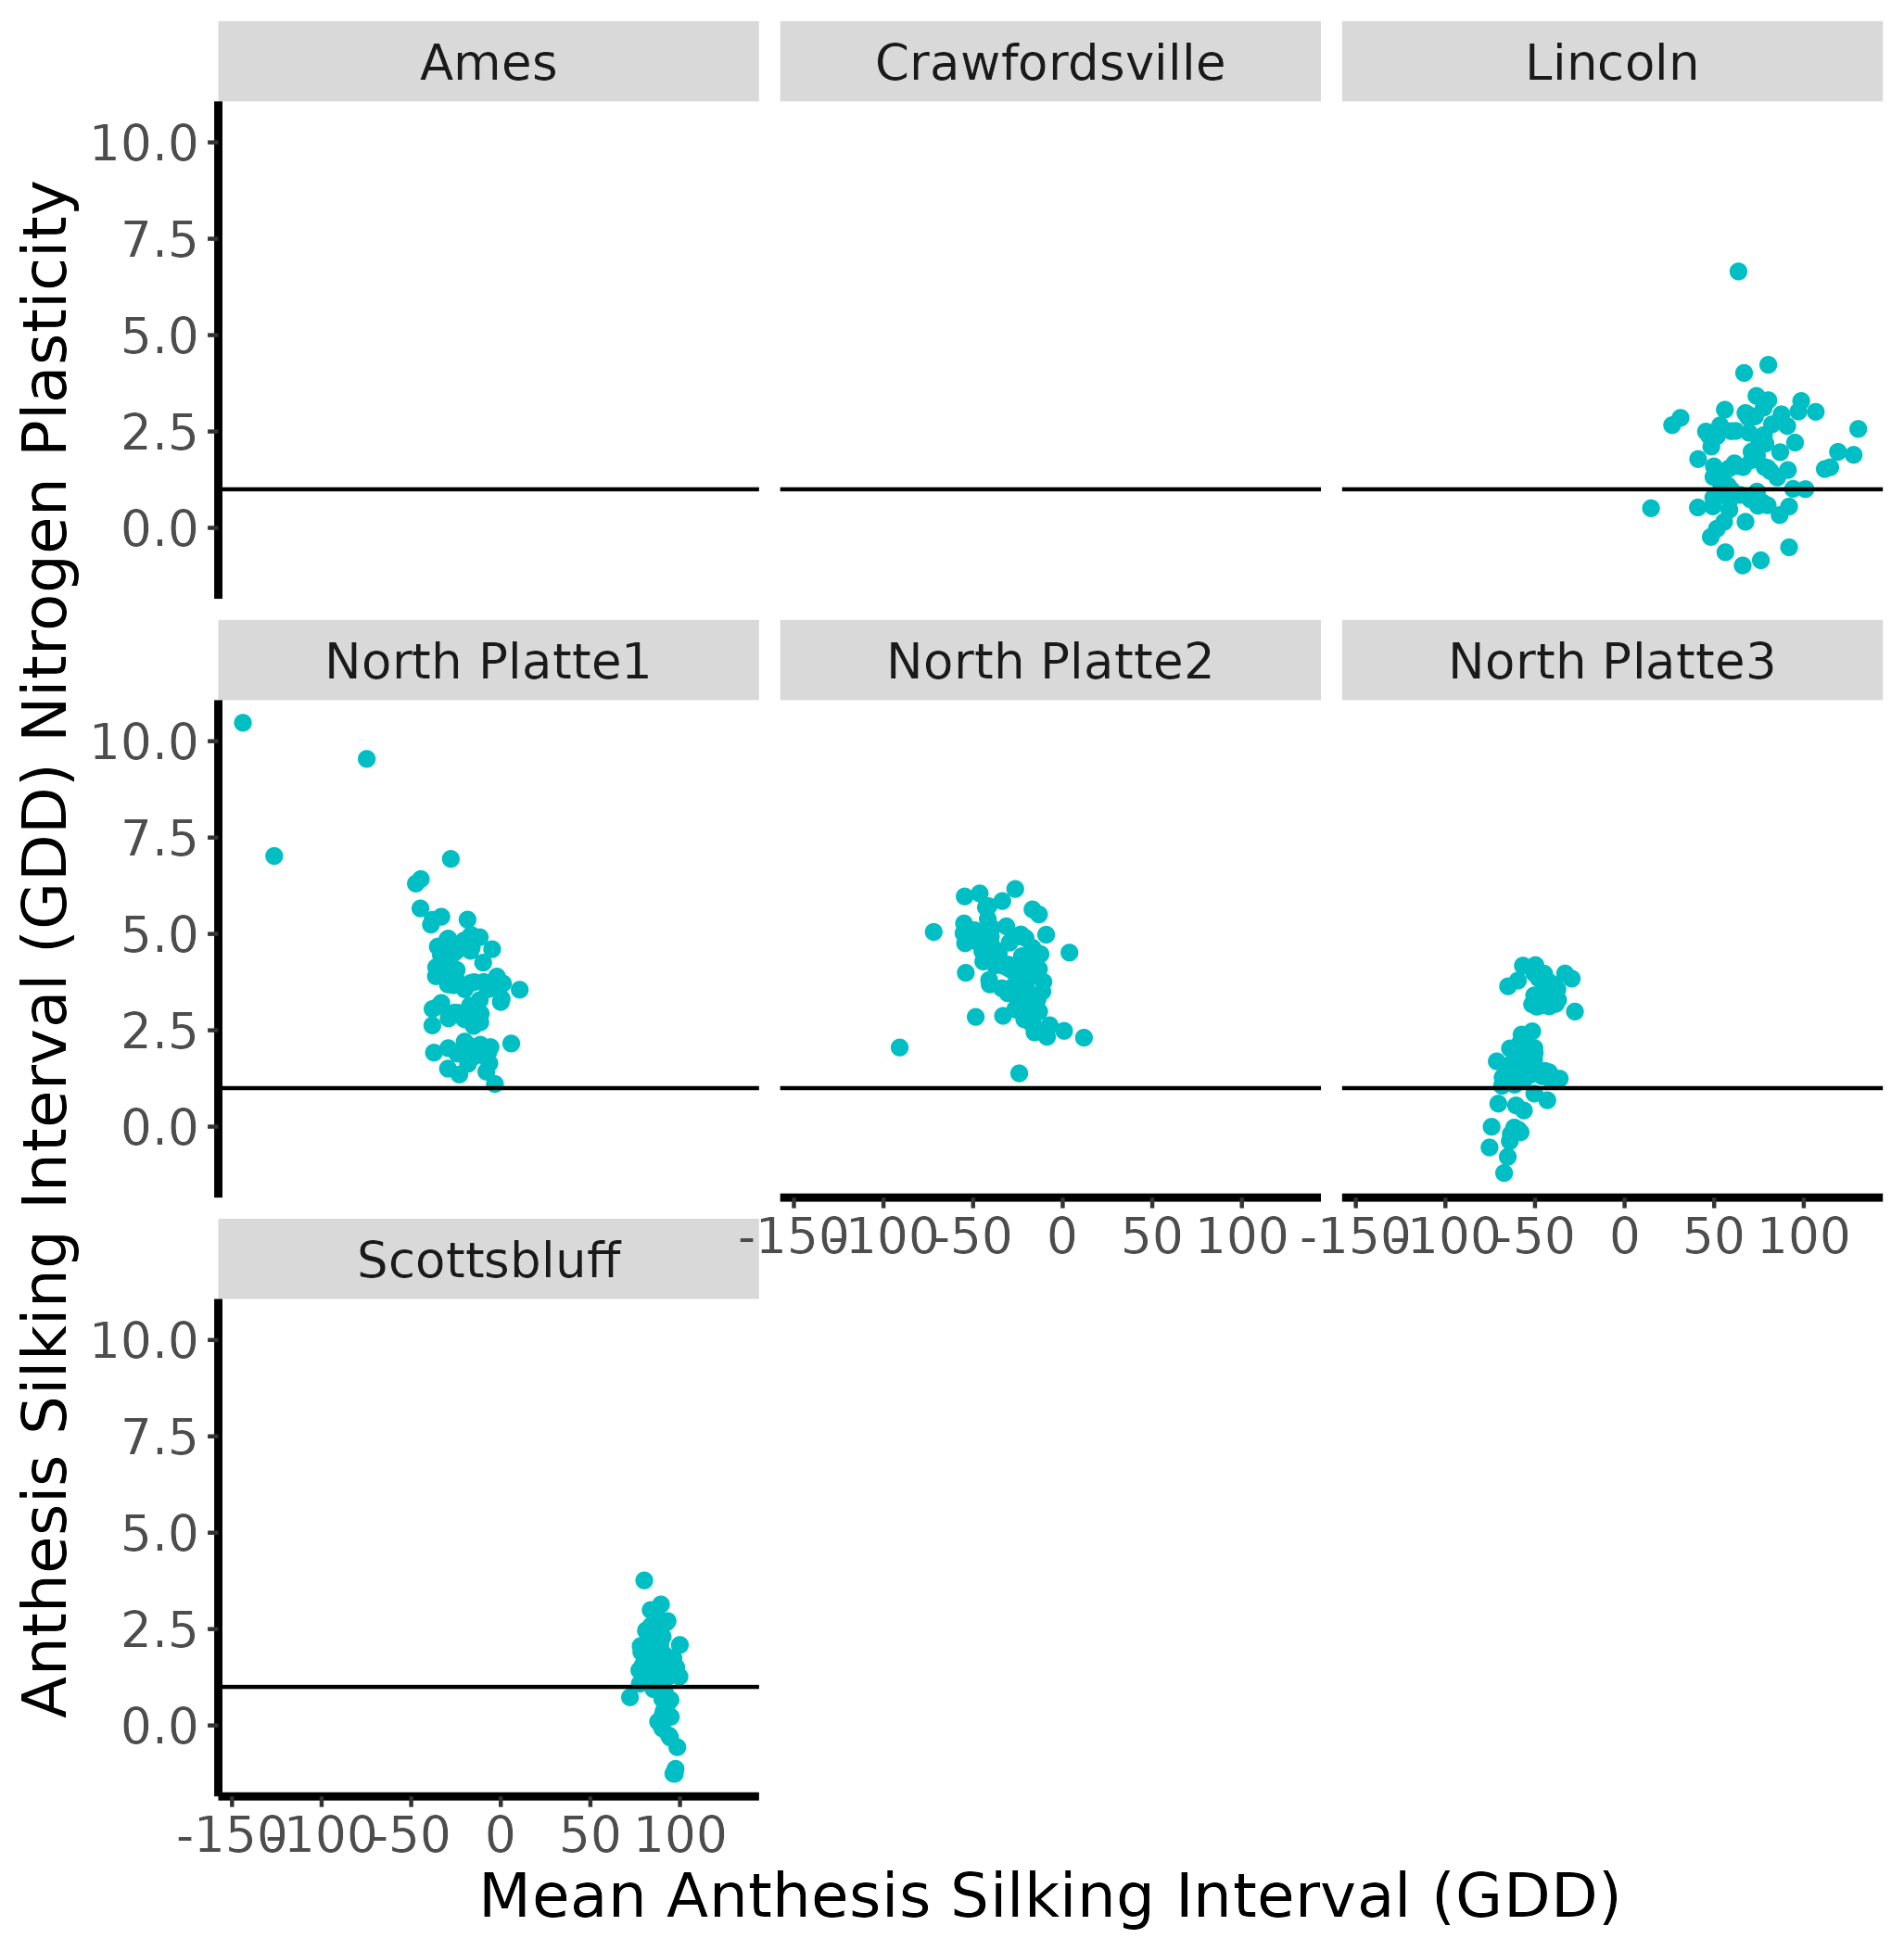 Anthesis Silking Interval (GDD) Nitrogen Plasticity
Ames
Crawfordsville
Lincoln
10.0
7.5
5.0
2.5
0.0
North Platte1
North Platte2
North Platte3
10.0
7.5
5.0
2.5
0.0
-150 -100 -50 0 50 100
-150 -100 -50 0 50 100
Scottsbluff
10.0
7.5
5.0
2.5
0.0
-150 -100 -50 0 50 100
Mean Anthesis Silking Interval (GDD)